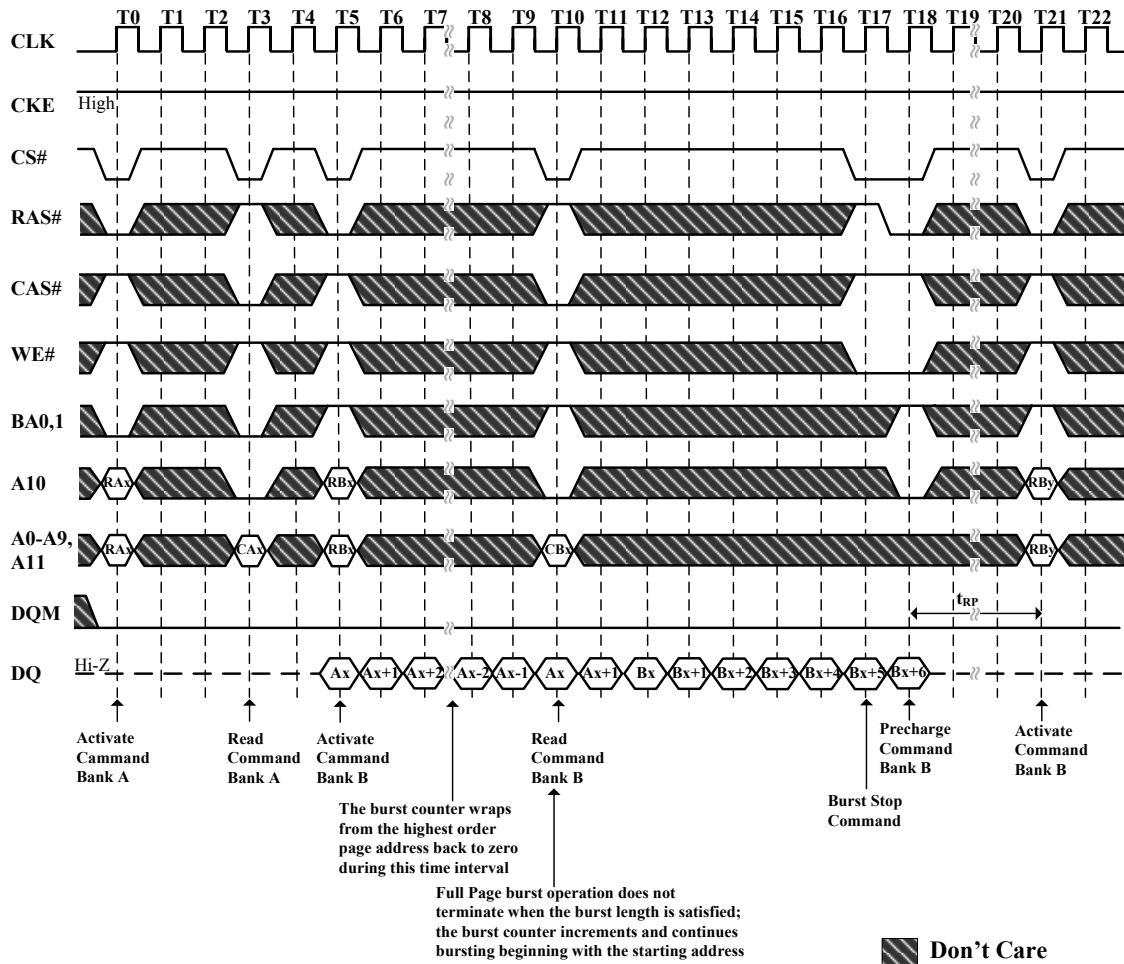 T0 T1 T2 T3 T4 T5 T6 T7 T8 T9 T10 T11 T12 T13 T14 T15 T16 T17 T18 T19 T20 T21 T22
CLK
CKE High
CS#
RAS#
CAS#
WE#
BA0,1
A10 RAx RBx RBy
A0-A9,
A11 RAx CAx RBx CBx RBy
DQM tRP
DQ Hi-Z Ax Ax+1 Ax+2 Ax-2 Ax-1 Ax Ax+1 Bx Bx+1 Bx+2 Bx+3 Bx+4 Bx+5 Bx+6
Activate
Cammand
Bank A
Read
Command
Bank A
Activate
Cammand
Bank B
Read
Command
Bank B
Precharge
Command
Bank B
Activate
Command
Bank B
Burst Stop
Command
The burst counter wraps
from the highest order
page address back to zero
during this time interval
Full Page burst operation does not
terminate when the burst length is satisfied;
the burst counter increments and continues
bursting beginning with the starting address
Don't Care